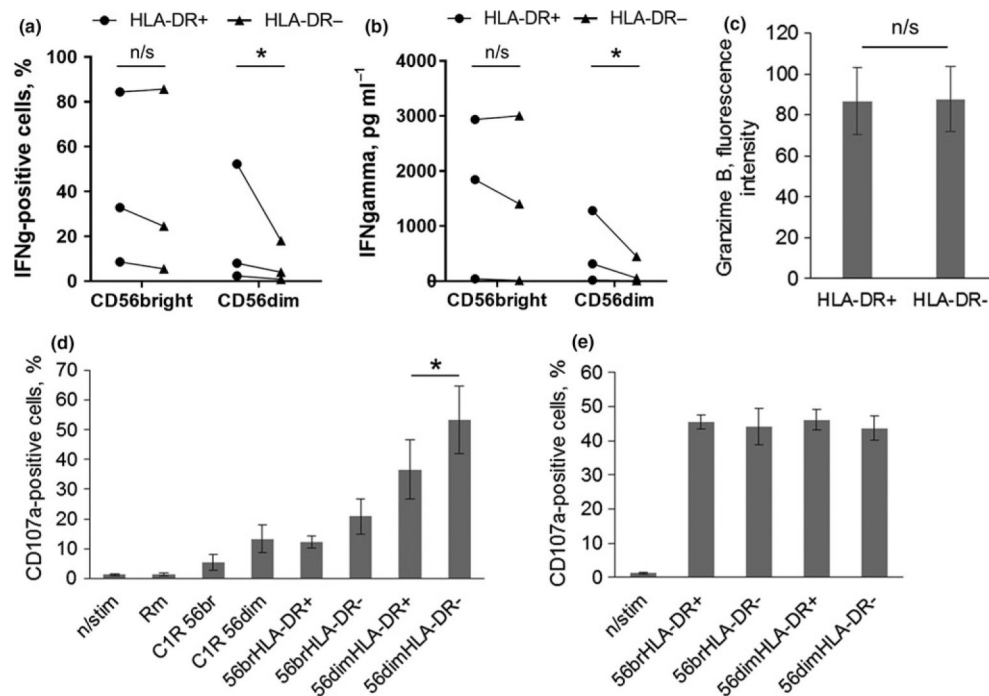 (a)
HLA-DR+ HLA-DR–
n/s
*
IFNg-positive cells, %
100
80
60
40
20
0
CD56bright CD56dim
(b)
HLA-DR+ HLA-DR–
n/s
*
IFNgamma, pg ml⁻¹
4000
3000
2000
1000
0
CD56bright CD56dim
(c)
n/s
Granzime B, fluorescence
intensity
120
100
80
60
40
20
0
HLA-DR+ HLA-DR-
(d)
*
CD107a-positive cells, %
70
60
50
40
30
20
10
0
n/stim
Rm
C1R 56br
C1R 56dim
56brHLA-DR+
56brHLA-DR-
56dimHLA-DR+
56dimHLA-DR-
(e)
CD107a-positive cells, %
60
50
40
30
20
10
0
n/stim
56brHLA-DR+
56brHLA-DR-
56dimHLA-DR+
56dimHLA-DR-